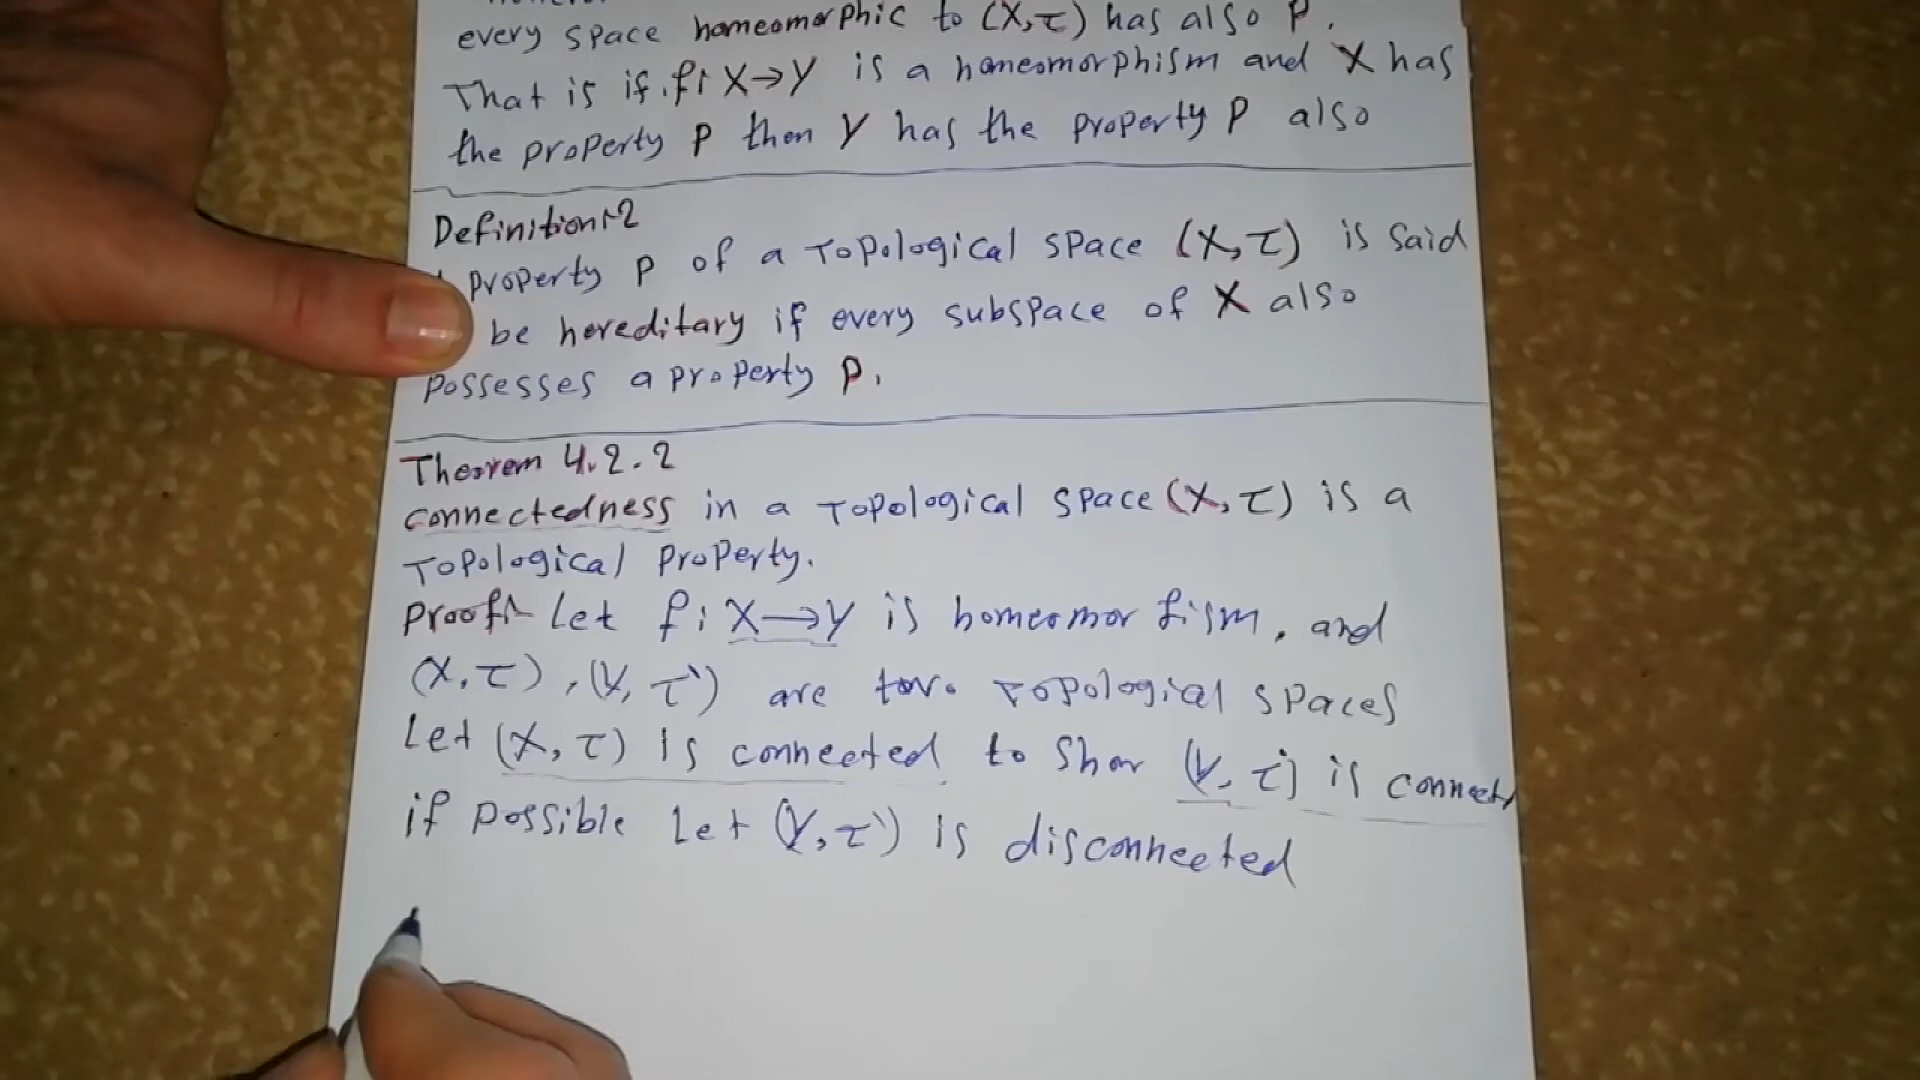 every space homeomorphic to (X,τ) has also P.
That is if f: X→Y is a homeomorphism and X has
the property P then Y has the property P also
Definition:2
property P of a Topological space (X,τ) is said
be hereditary if every subspace of X also
Possesses a property P.
Theorem 4.2.2
connectedness in a Topological space (X,τ) is a
Topological Property.
Proof:- Let f: X→Y is homeomorfism, and
(X,τ), (Y,τ`) are two Topological spaces
Let (X,τ) is connected to show (Y,τ`) is connect
if possible Let (Y,τ`) is disconnected